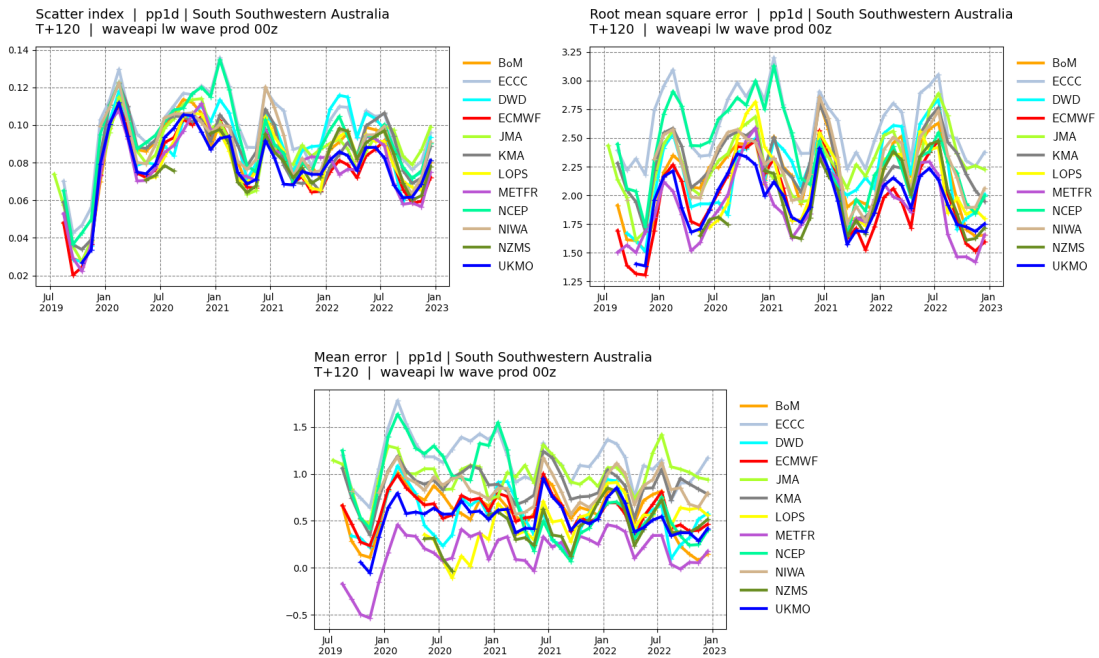 Scatter index | pp1d | South Southwestern Australia
T+120 | waveapi lw wave prod 00z
0.14
0.12
0.10
0.08
0.06
0.04
0.02
Jul 2019
Jan 2020
Jul 2020
Jan 2021
Jul 2021
Jan 2022
Jul 2022
Jan 2023
BoM
ECCC
DWD
ECMWF
JMA
KMA
LOPS
METFR
NCEP
NIWA
NZMS
UKMO
Root mean square error | pp1d | South Southwestern Australia
T+120 | waveapi lw wave prod 00z
3.25
3.00
2.75
2.50
2.25
2.00
1.75
1.50
1.25
Jul 2019
Jan 2020
Jul 2020
Jan 2021
Jul 2021
Jan 2022
Jul 2022
Jan 2023
BoM
ECCC
DWD
ECMWF
JMA
KMA
LOPS
METFR
NCEP
NIWA
NZMS
UKMO
Mean error | pp1d | South Southwestern Australia
T+120 | waveapi lw wave prod 00z
1.5
1.0
0.5
0.0
−0.5
Jul 2019
Jan 2020
Jul 2020
Jan 2021
Jul 2021
Jan 2022
Jul 2022
Jan 2023
BoM
ECCC
DWD
ECMWF
JMA
KMA
LOPS
METFR
NCEP
NIWA
NZMS
UKMO